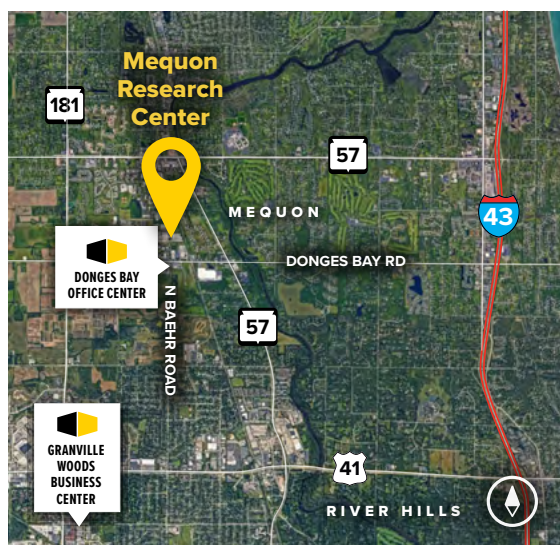 Mequon
Research
Center
181
57
MEQUON
43
DONGES BAY
OFFICE CENTER
DONGES BAY RD
N BAEHR ROAD
57
GRANVILLE
WOODS
BUSINESS
CENTER
41
RIVER HILLS